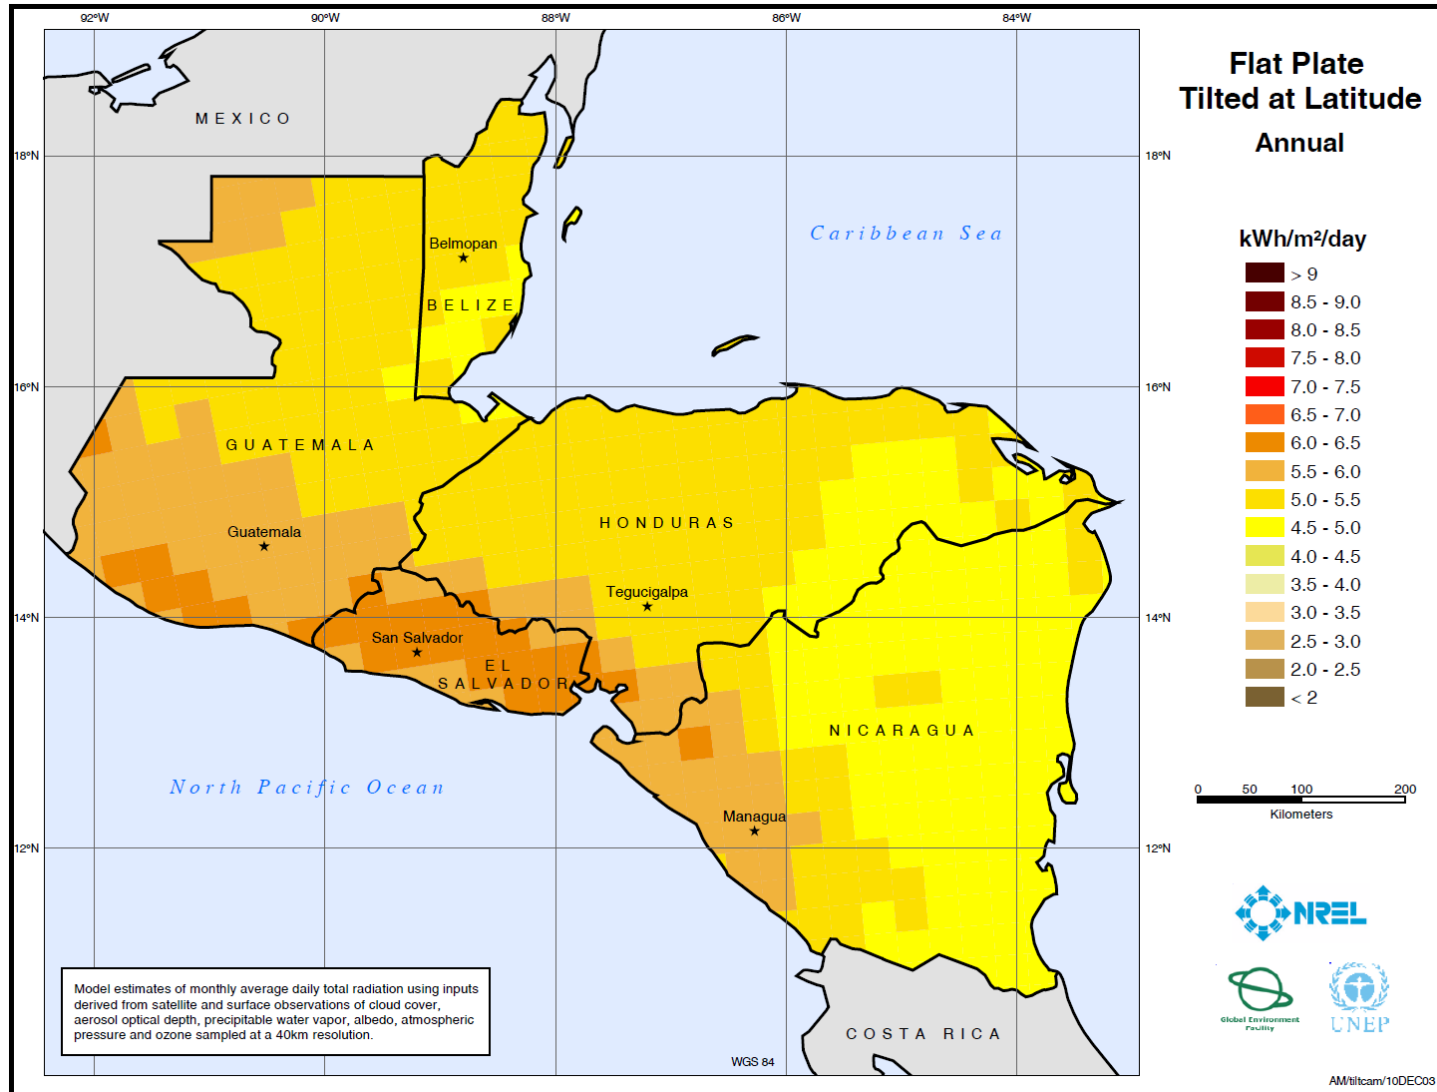 92°W 90°W 88°W 86°W 84°W
Flat Plate
Tilted at Latitude
Annual
MEXICO
18°N 18°N
Caribbean Sea
kWh/m²/day
Belmopan
BELIZE
> 9
8.5 - 9.0
8.0 - 8.5
7.5 - 8.0
7.0 - 7.5
6.5 - 7.0
6.0 - 6.5
5.5 - 6.0
5.0 - 5.5
4.5 - 5.0
4.0 - 4.5
3.5 - 4.0
3.0 - 3.5
2.5 - 3.0
2.0 - 2.5
< 2
16°N 16°N
GUATEMALA
Guatemala
HONDURAS
Tegucigalpa
14°N 14°N
San Salvador
EL
SALVADOR
NICARAGUA
North Pacific Ocean
Managua
0 50 100 200
Kilometers
12°N 12°N
NREL
Model estimates of monthly average daily total radiation using inputs
derived from satellite and surface observations of cloud cover,
aerosol optical depth, precipitable water vapor, albedo, atmospheric
pressure and ozone sampled at a 40km resolution.
Global Environment
Facility
UNEP
COSTA RICA
WGS 84
AM/tiltcam/10DEC03